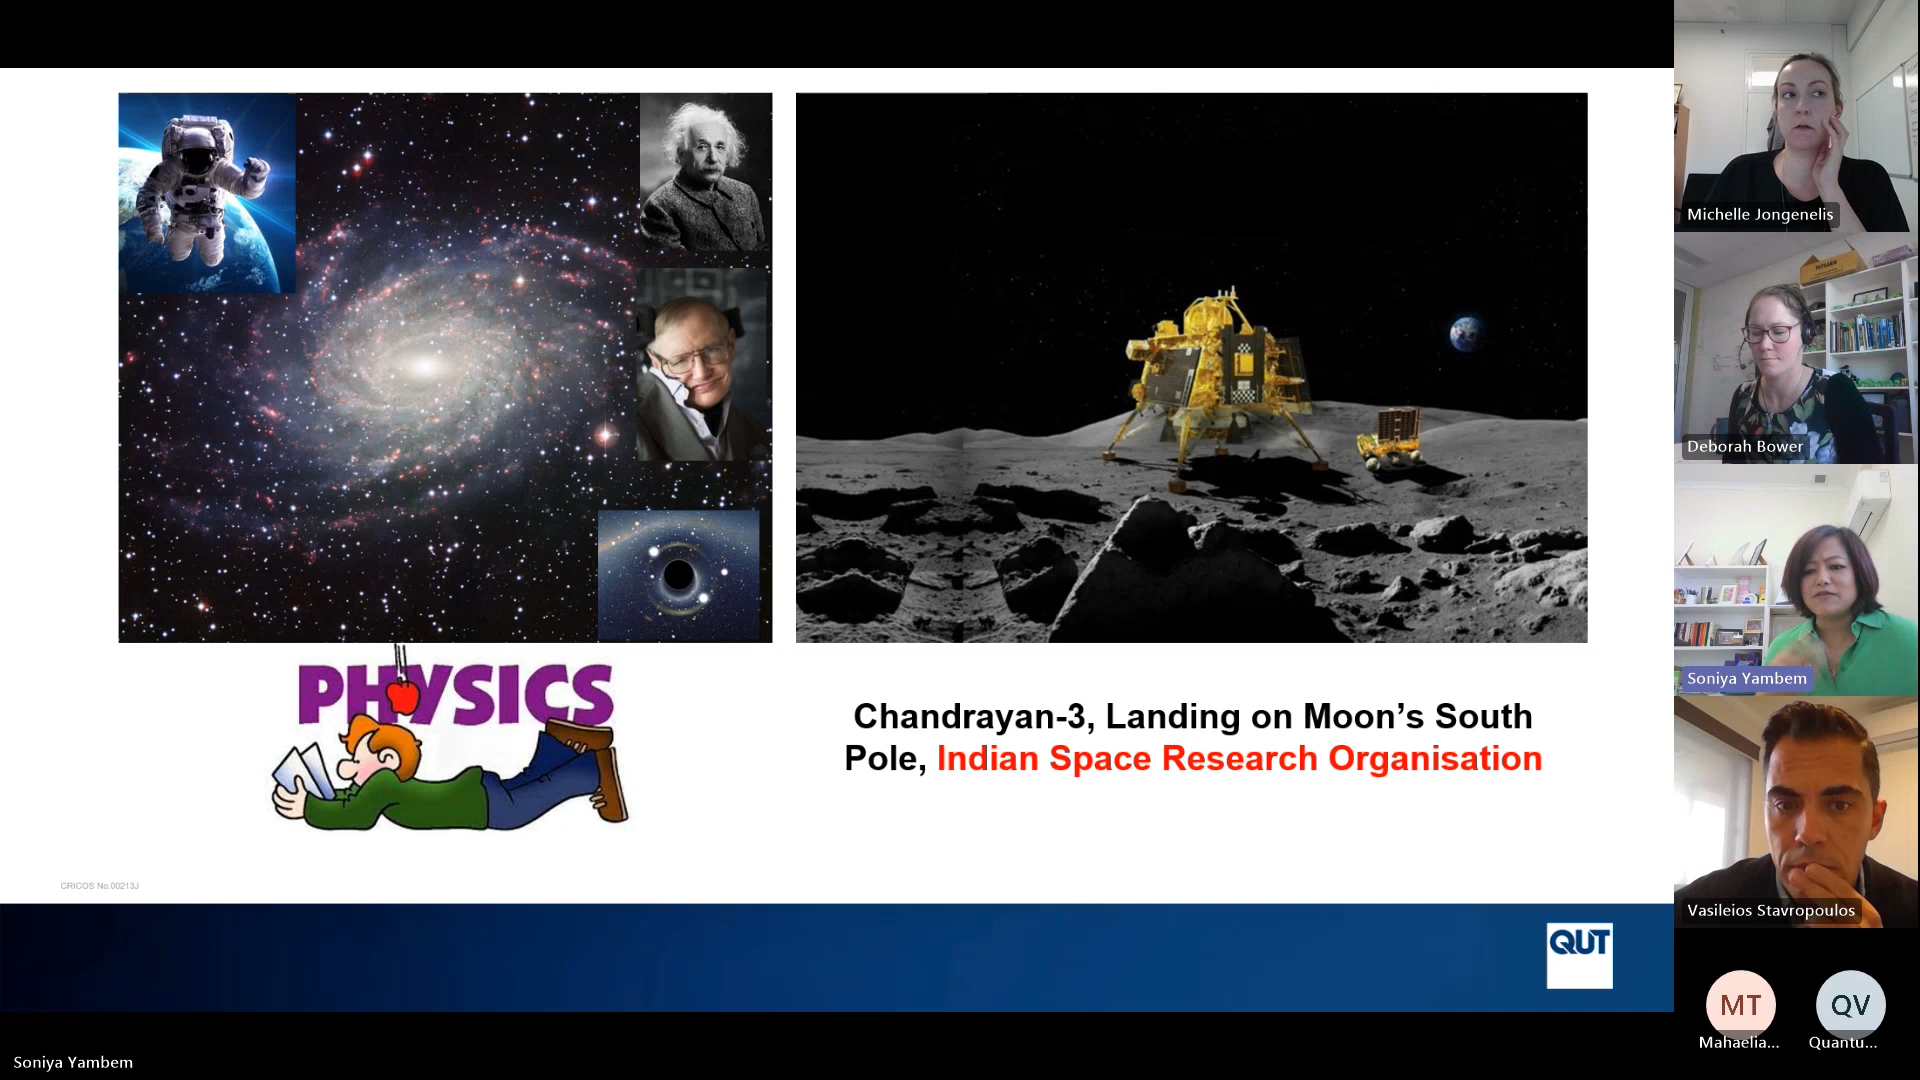 PHYSICS
Chandrayan-3, Landing on Moon’s South
Pole, Indian Space Research Organisation
CRICOS No.00213J
QUT
Soniya Yambem
Michelle Jongenelis
Deborah Bower
Soniya Yambem
Vasileios Stavropoulos
MT
QV
Mahaelia...
Quantu...